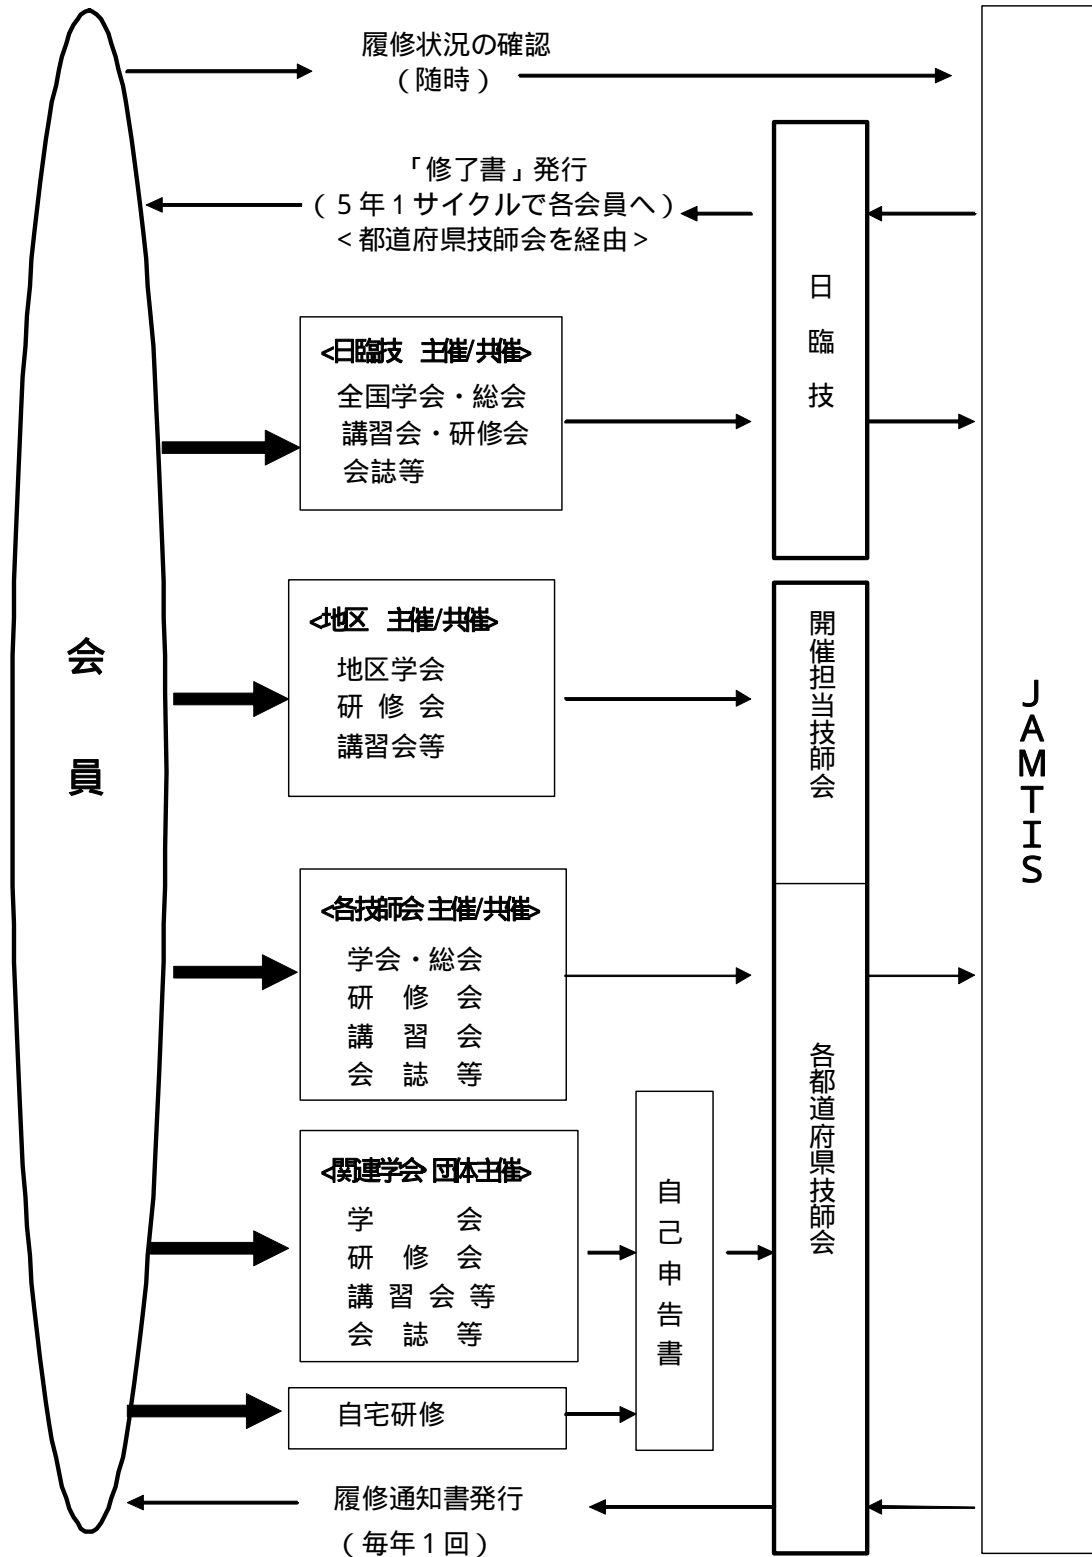 履修状況の確認
（随時）
「修了書」発行
（５年１サイクルで各会員へ）
＜都道府県技師会を経由＞
日臨技
<日臨技　主催/共催>
全国学会・総会
講習会・研修会
会誌等
会員
<地区　主催/共催>
地区学会
研修会
講習会等
開催担当技師会
JAMTIS
<各技師会 主催/共催>
学会・総会
研　修　会
講　習　会
会　誌　等
各都道府県技師会
<関連学会・団体主催>
学　　　会
研　修　会
講 習 会 等
会　誌　等
自己申告書
自宅研修
履修通知書発行
（毎年１回）